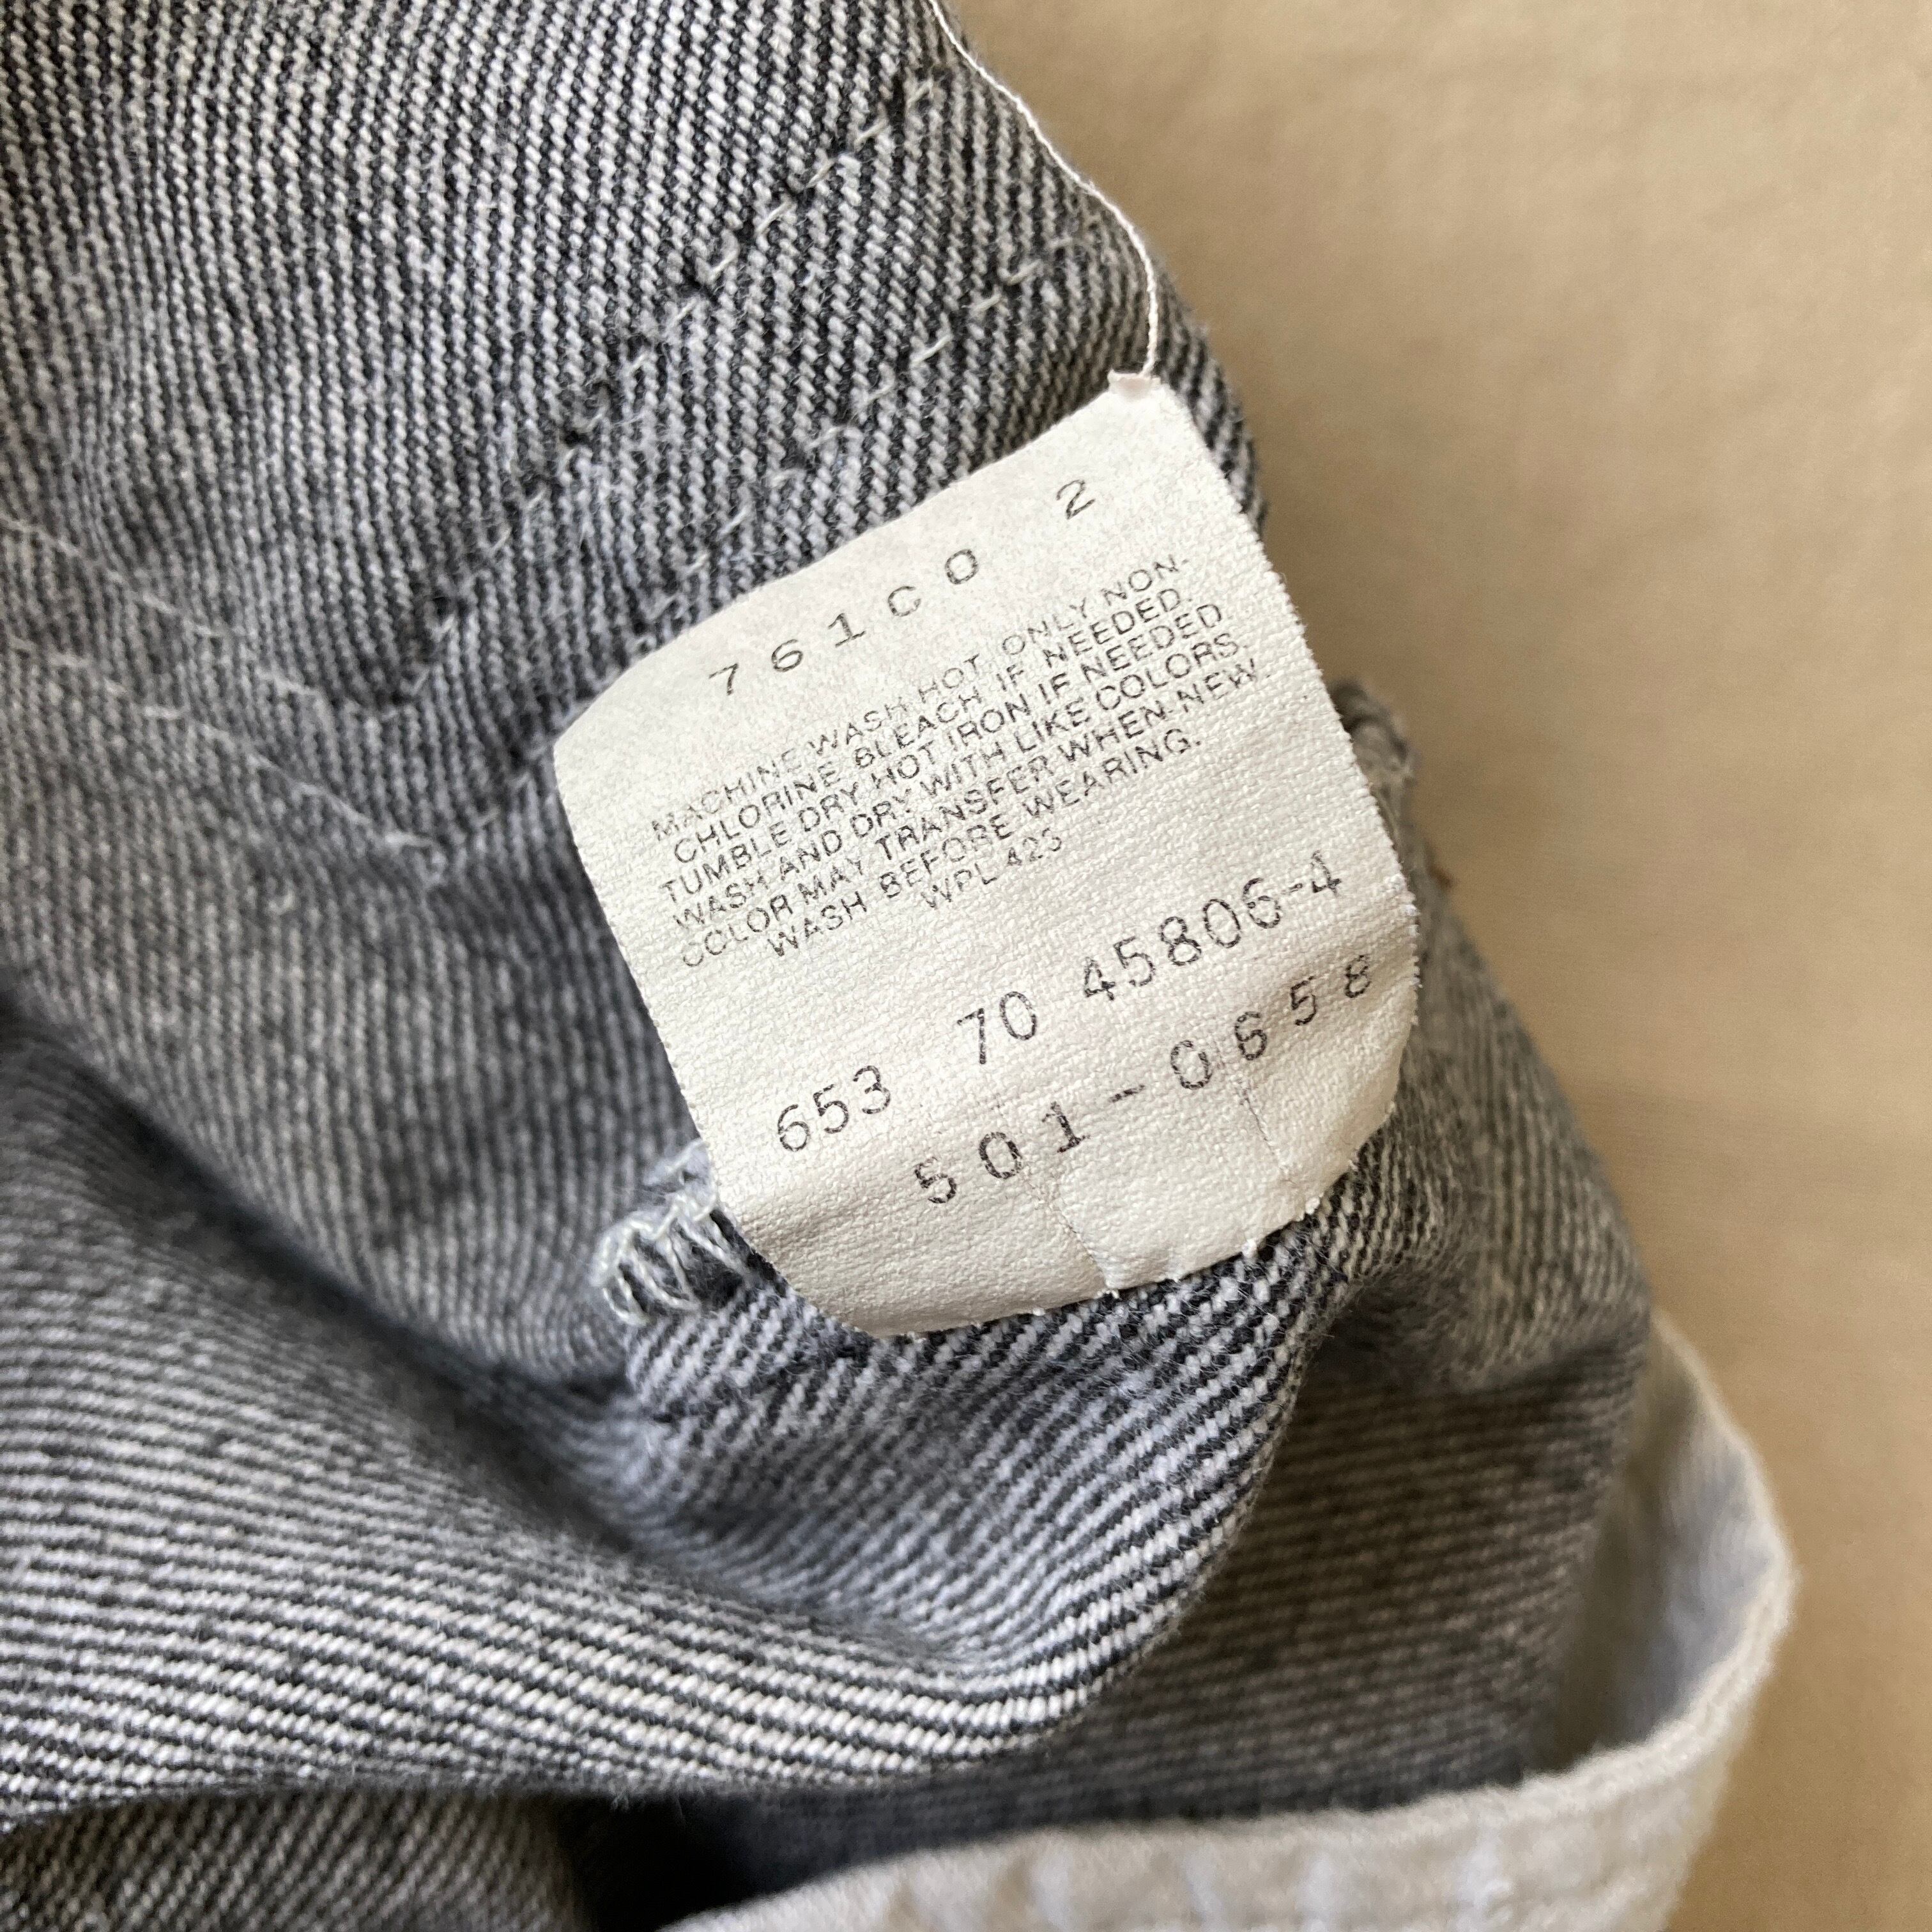 761C0 2
MACHINE WASH HOT ONLY NON-
CHLORINE BLEACH IF NEEDED.
TUMBLE DRY HOT IRON IF NEEDED
WASH AND DRY WITH LIKE COLORS.
COLOR MAY TRANSFER WHEN NEW
WASH BEFORE WEARING.
WPL 423
653 70 45806-4
501-0658